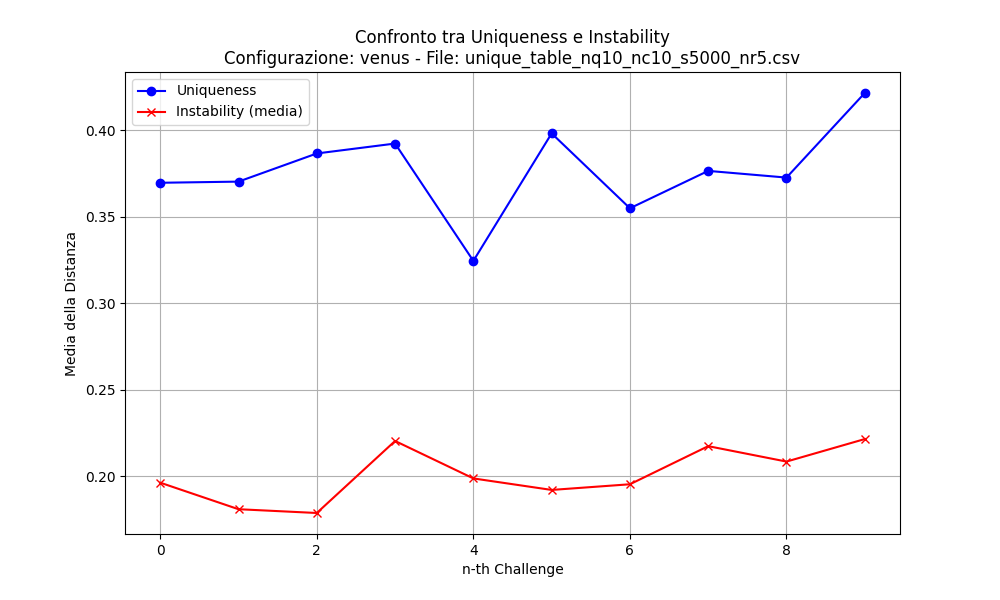 Confronto tra Uniqueness e Instability
Configurazione: venus - File: unique_table_nq10_nc10_s5000_nr5.csv
Uniqueness
Instability (media)
0.40
0.35
0.30
0.25
0.20
Media della Distanza
0 2 4 6 8
n-th Challenge